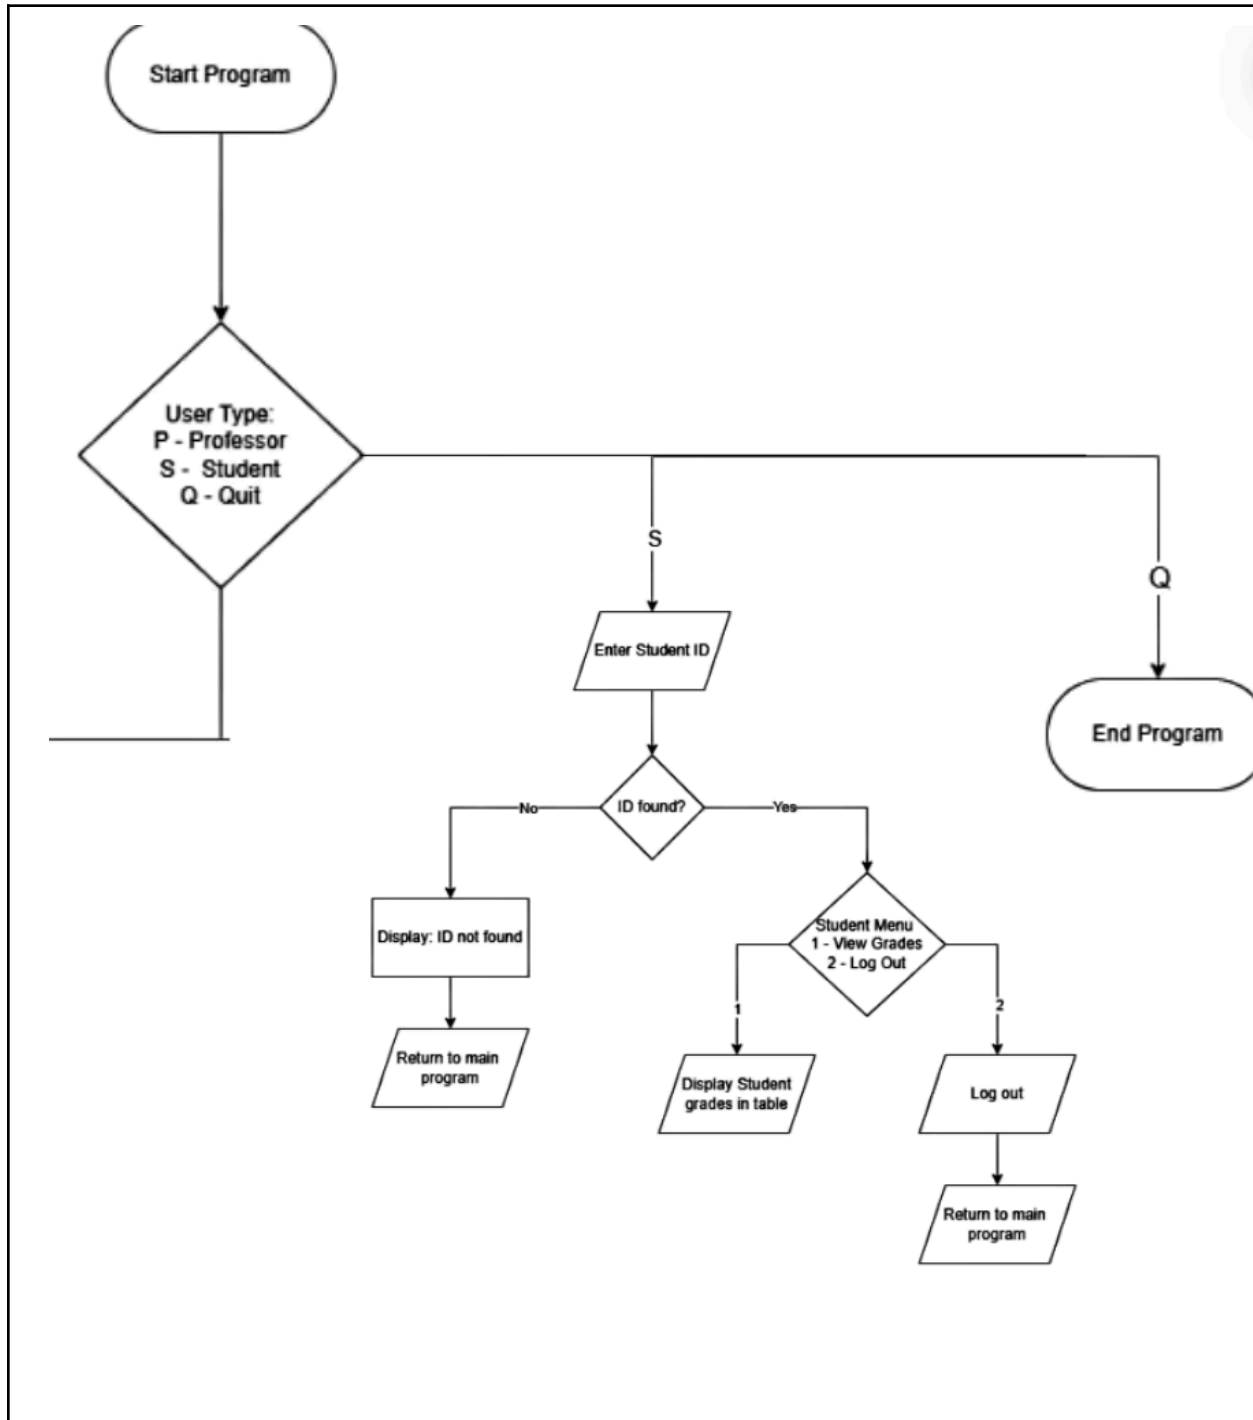 Start Program
User Type:
P - Professor
S - Student
Q - Quit
S
Q
Enter Student ID
End Program
No
ID found?
Yes
Display: ID not found
Student Menu
1 - View Grades
2 - Log Out
1
2
Return to main
program
Display Student
grades in table
Log out
Return to main
program